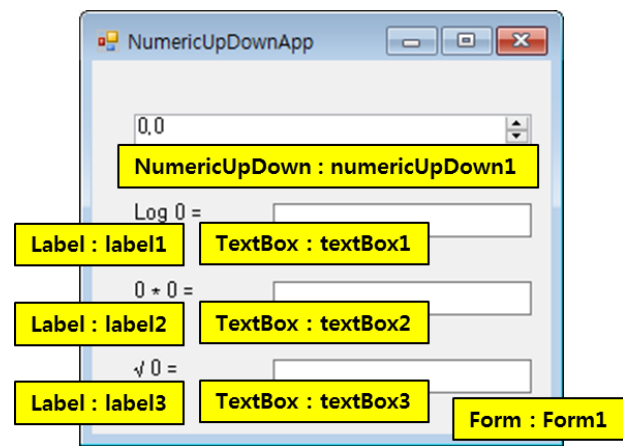 NumericUpDownApp
0,0
NumericUpDown : numericUpDown1
Log 0 =
Label : label1 TextBox : textBox1
0 * 0 =
Label : label2 TextBox : textBox2
√ 0 =
Label : label3 TextBox : textBox3
Form : Form1